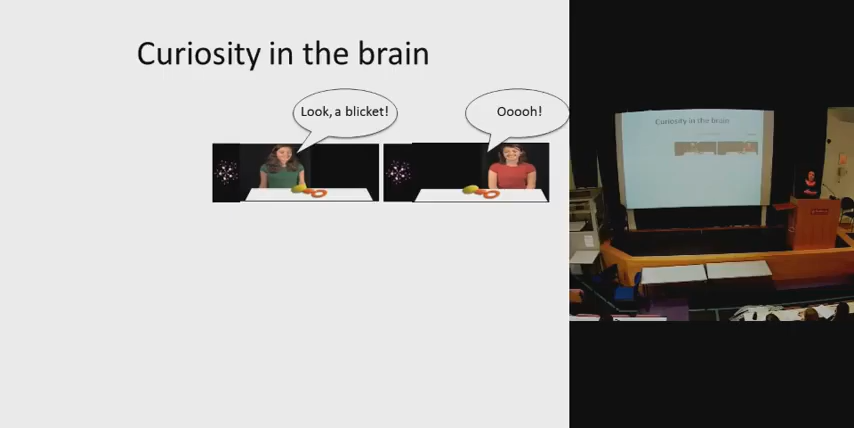 Curiosity in the brain
Look, a blicket!
Ooooh!
Curiosity in the brain